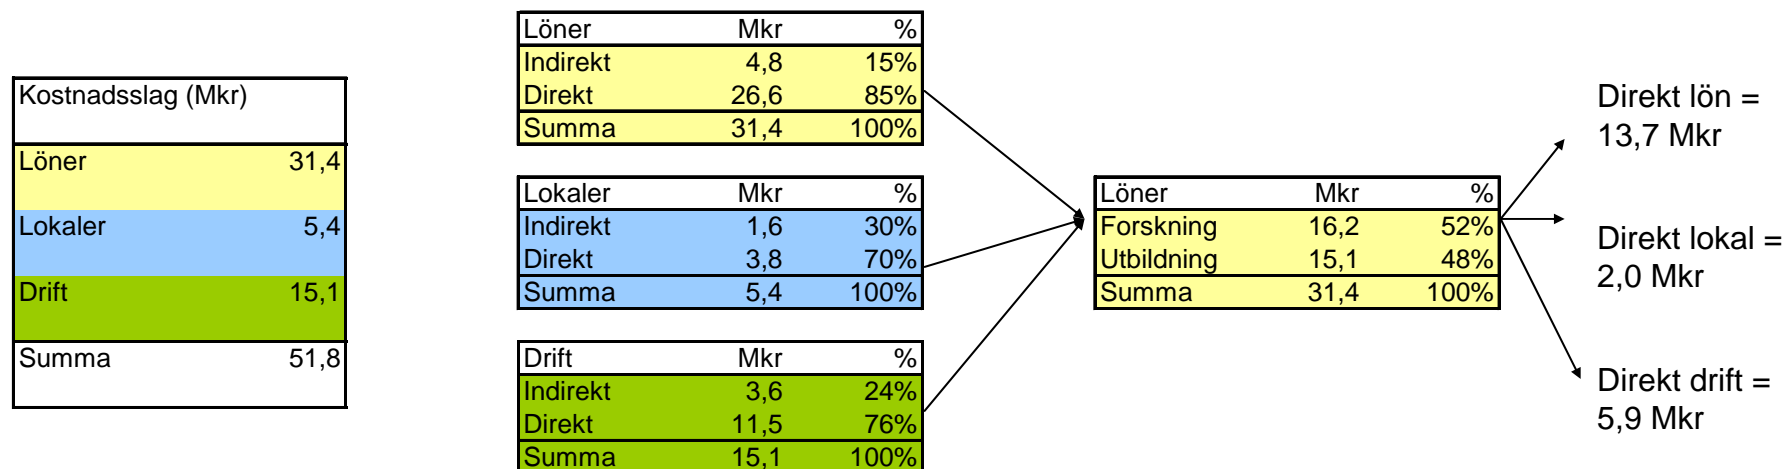 Kostnadsslag (Mkr)
Löner 31,4
Lokaler 5,4
Drift 15,1
Summa 51,8
Löner Mkr %
Indirekt 4,8 15%
Direkt 26,6 85%
Summa 31,4 100%
Lokaler Mkr %
Indirekt 1,6 30%
Direkt 3,8 70%
Summa 5,4 100%
Drift Mkr %
Indirekt 3,6 24%
Direkt 11,5 76%
Summa 15,1 100%
Löner Mkr %
Forskning 16,2 52%
Utbildning 15,1 48%
Summa 31,4 100%
Direkt lön =
13,7 Mkr
Direkt lokal =
2,0 Mkr
Direkt drift =
5,9 Mkr